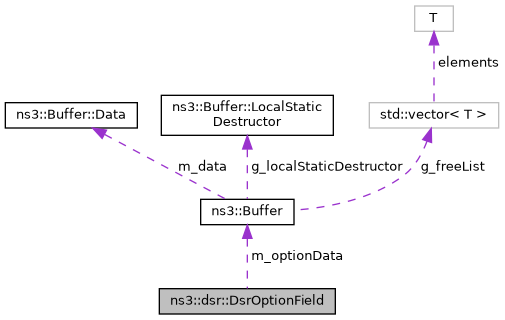 T
elements
ns3::Buffer::Data
ns3::Buffer::LocalStatic
Destructor
std::vector< T >
m_data
g_localStaticDestructor
g_freeList
ns3::Buffer
m_optionData
ns3::dsr::DsrOptionField